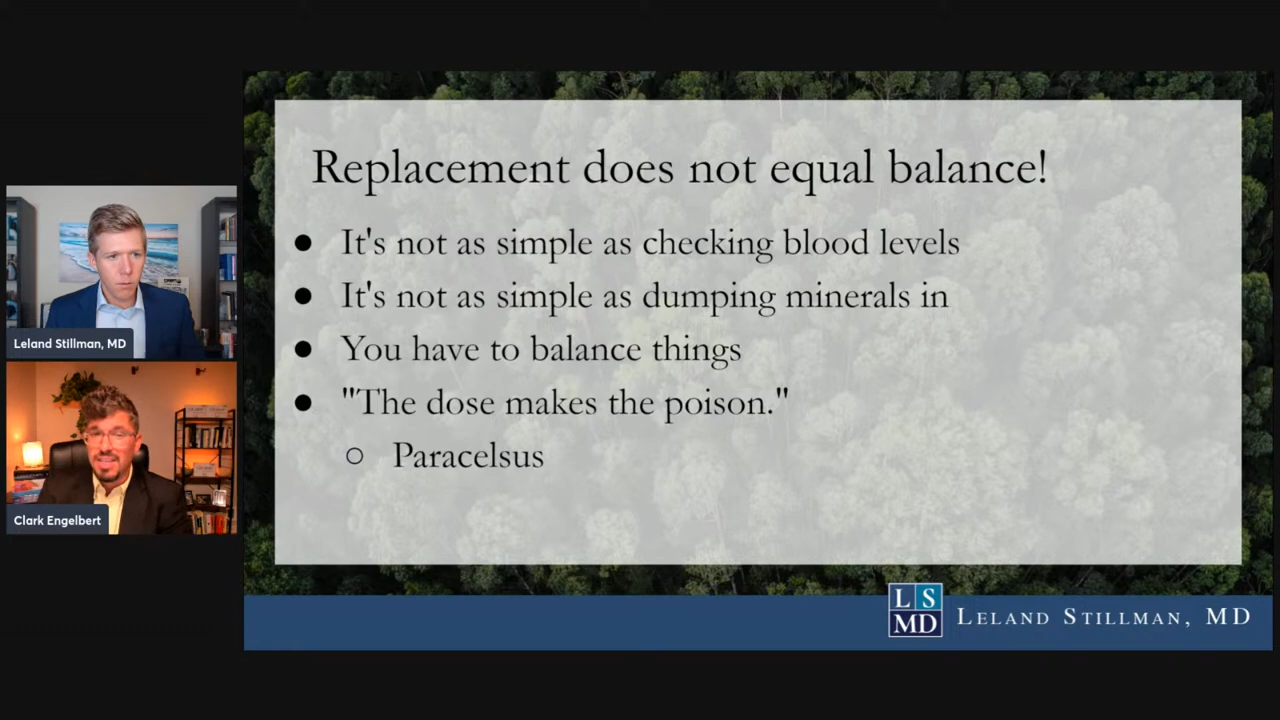 Replacement does not equal balance!
● It's not as simple as checking blood levels
● It's not as simple as dumping minerals in
● You have to balance things
● "The dose makes the poison."
○ Paracelsus
Leland Stillman, MD
Clark Engelbert
L S
MD
LELAND STILLMAN, MD